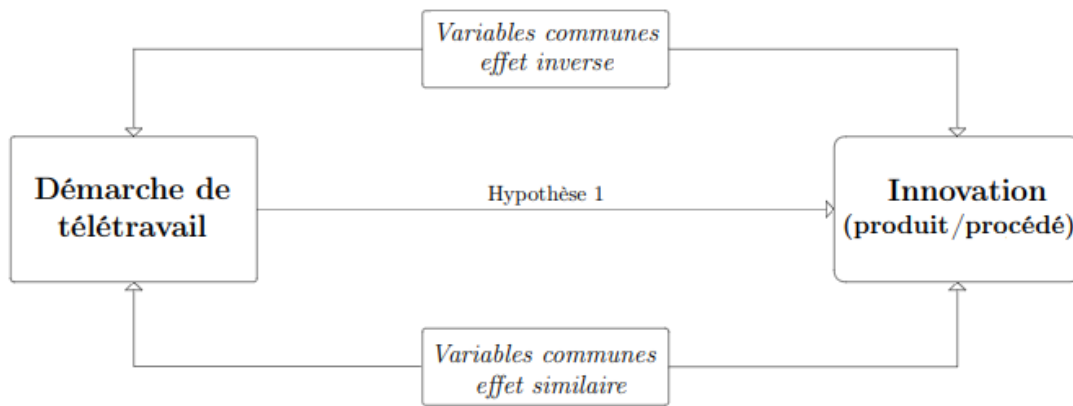 Variables communes
effet inverse
Démarche de
télétravail
Hypothèse 1
Innovation
(produit/procédé)
Variables communes
effet similaire